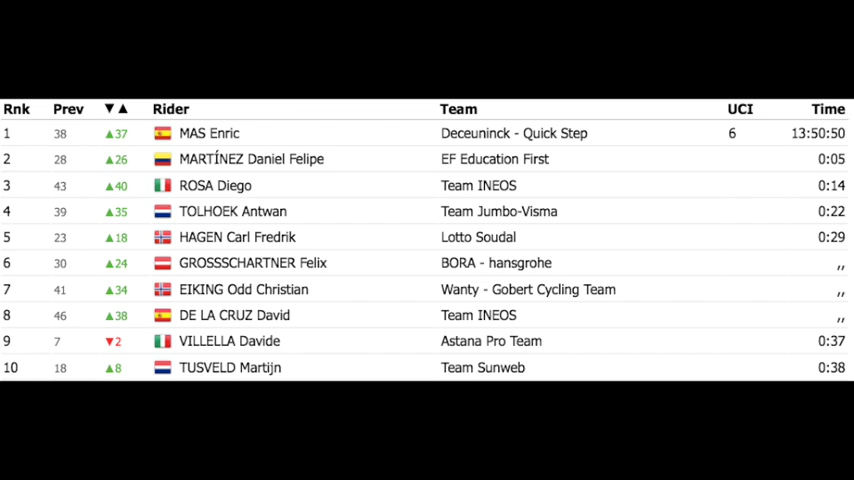 Rnk Prev ▼▲ Rider Team UCI Time
1 38 ▲37 MAS Enric Deceuninck - Quick Step 6 13:50:50
2 28 ▲26 MARTÍNEZ Daniel Felipe EF Education First 0:05
3 43 ▲40 ROSA Diego Team INEOS 0:14
4 39 ▲35 TOLHOEK Antwan Team Jumbo-Visma 0:22
5 23 ▲18 HAGEN Carl Fredrik Lotto Soudal 0:29
6 30 ▲24 GROSSSCHARTNER Felix BORA - hansgrohe ,,
7 41 ▲34 EIKING Odd Christian Wanty - Gobert Cycling Team ,,
8 46 ▲38 DE LA CRUZ David Team INEOS ,,
9 7 ▼2 VILLELLA Davide Astana Pro Team 0:37
10 18 ▲8 TUSVELD Martijn Team Sunweb 0:38